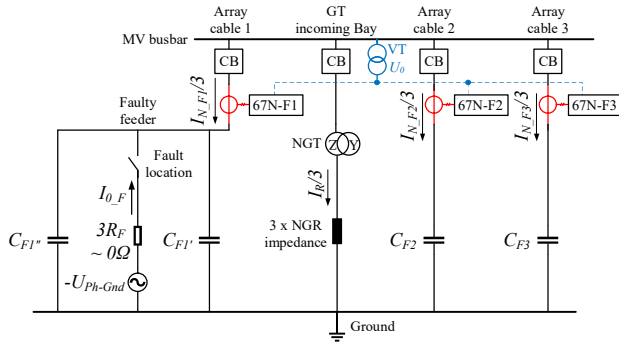 Array
cable 1
GT
incoming Bay
Array
cable 2
Array
cable 3
MV busbar
VT
U0
CB
CB
CB
CB
IN_F1/3
67N-F1
IN_F2/3
67N-F2
IN_F3/3
67N-F3
Faulty
feeder
NGT
Z
Y
Fault
location
I0_F
IR/3
3RF
~ 0Ω
3 x NGR
impedance
CF1"
CF1'
CF2
CF3
-UPh-Gnd
Ground